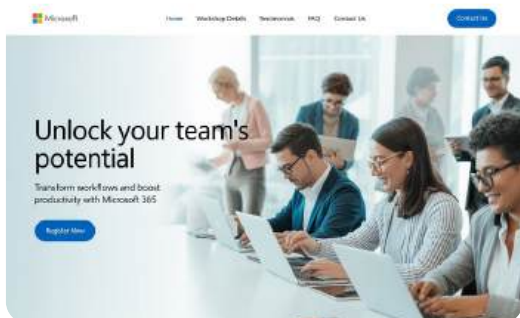 Microsoft
Home Workshop Details Testimonials FAQ Contact Us
Contact Us
Unlock your team's
potential
Transform workflows and boost
productivity with Microsoft 365
Register Now